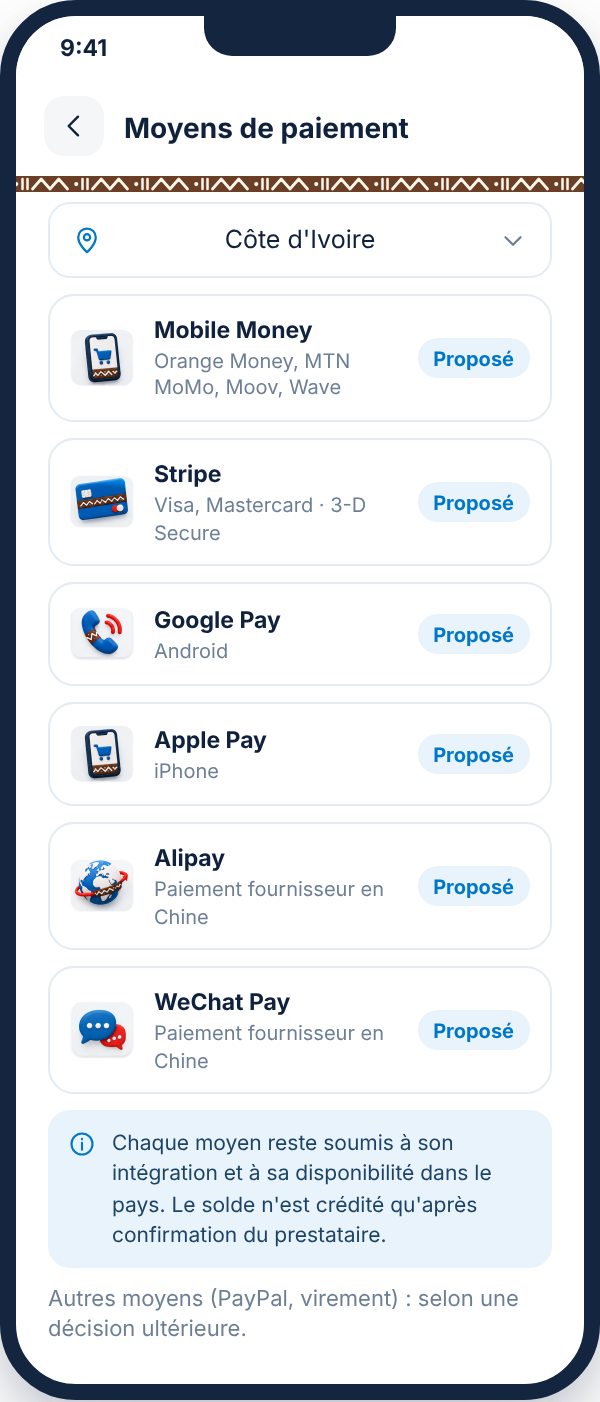 9:41
Moyens de paiement
Côte d'Ivoire
Mobile Money
Orange Money, MTN
MoMo, Moov, Wave
Proposé
Stripe
Visa, Mastercard · 3-D
Secure
Proposé
Google Pay
Android
Proposé
Apple Pay
iPhone
Proposé
Alipay
Paiement fournisseur en
Chine
Proposé
WeChat Pay
Paiement fournisseur en
Chine
Proposé
Chaque moyen reste soumis à son
intégration et à sa disponibilité dans le
pays. Le solde n'est crédité qu'après
confirmation du prestataire.
Autres moyens (PayPal, virement) : selon une
décision ultérieure.